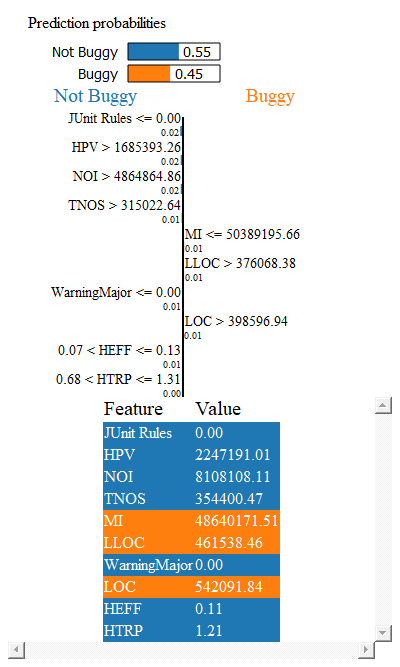 Prediction probabilities
Not Buggy 0.55
Buggy 0.45
Not Buggy Buggy
JUnit Rules <= 0.00
0.02
HPV > 1685393.26
0.02
NOI > 4864864.86
0.02
TNOS > 315022.64
0.01
MI <= 50389195.66
0.01
LLOC > 376068.38
0.01
WarningMajor <= 0.00
0.01
LOC > 398596.94
0.01
0.07 < HEFF <= 0.13
0.01
0.68 < HTRP <= 1.31
0.00
Feature Value
JUnit Rules 0.00
HPV 2247191.01
NOI 8108108.11
TNOS 354400.47
MI 48640171.51
LLOC 461538.46
WarningMajor 0.00
LOC 542091.84
HEFF 0.11
HTRP 1.21